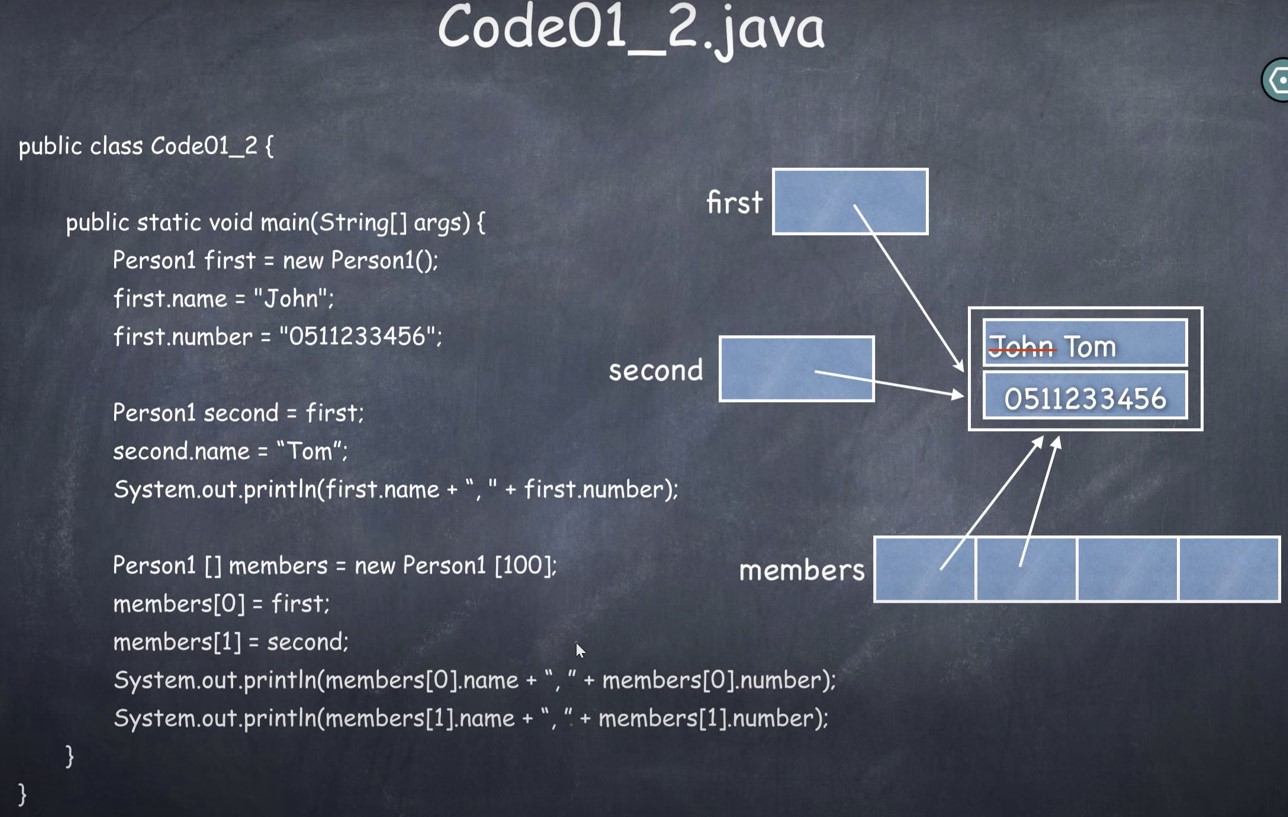 Code01_2.java
public class Code01_2 {
public static void main(String[] args) {
Person1 first = new Person1();
first.name = "John";
first.number = "0511233456";
Person1 second = first;
second.name = “Tom”;
System.out.println(first.name + “, " + first.number);
Person1 [] members = new Person1 [100];
members[0] = first;
members[1] = second;
System.out.println(members[0].name + “, ” + members[0].number);
System.out.println(members[1].name + “, ” + members[1].number);
}
}
first
second
John Tom
0511233456
members